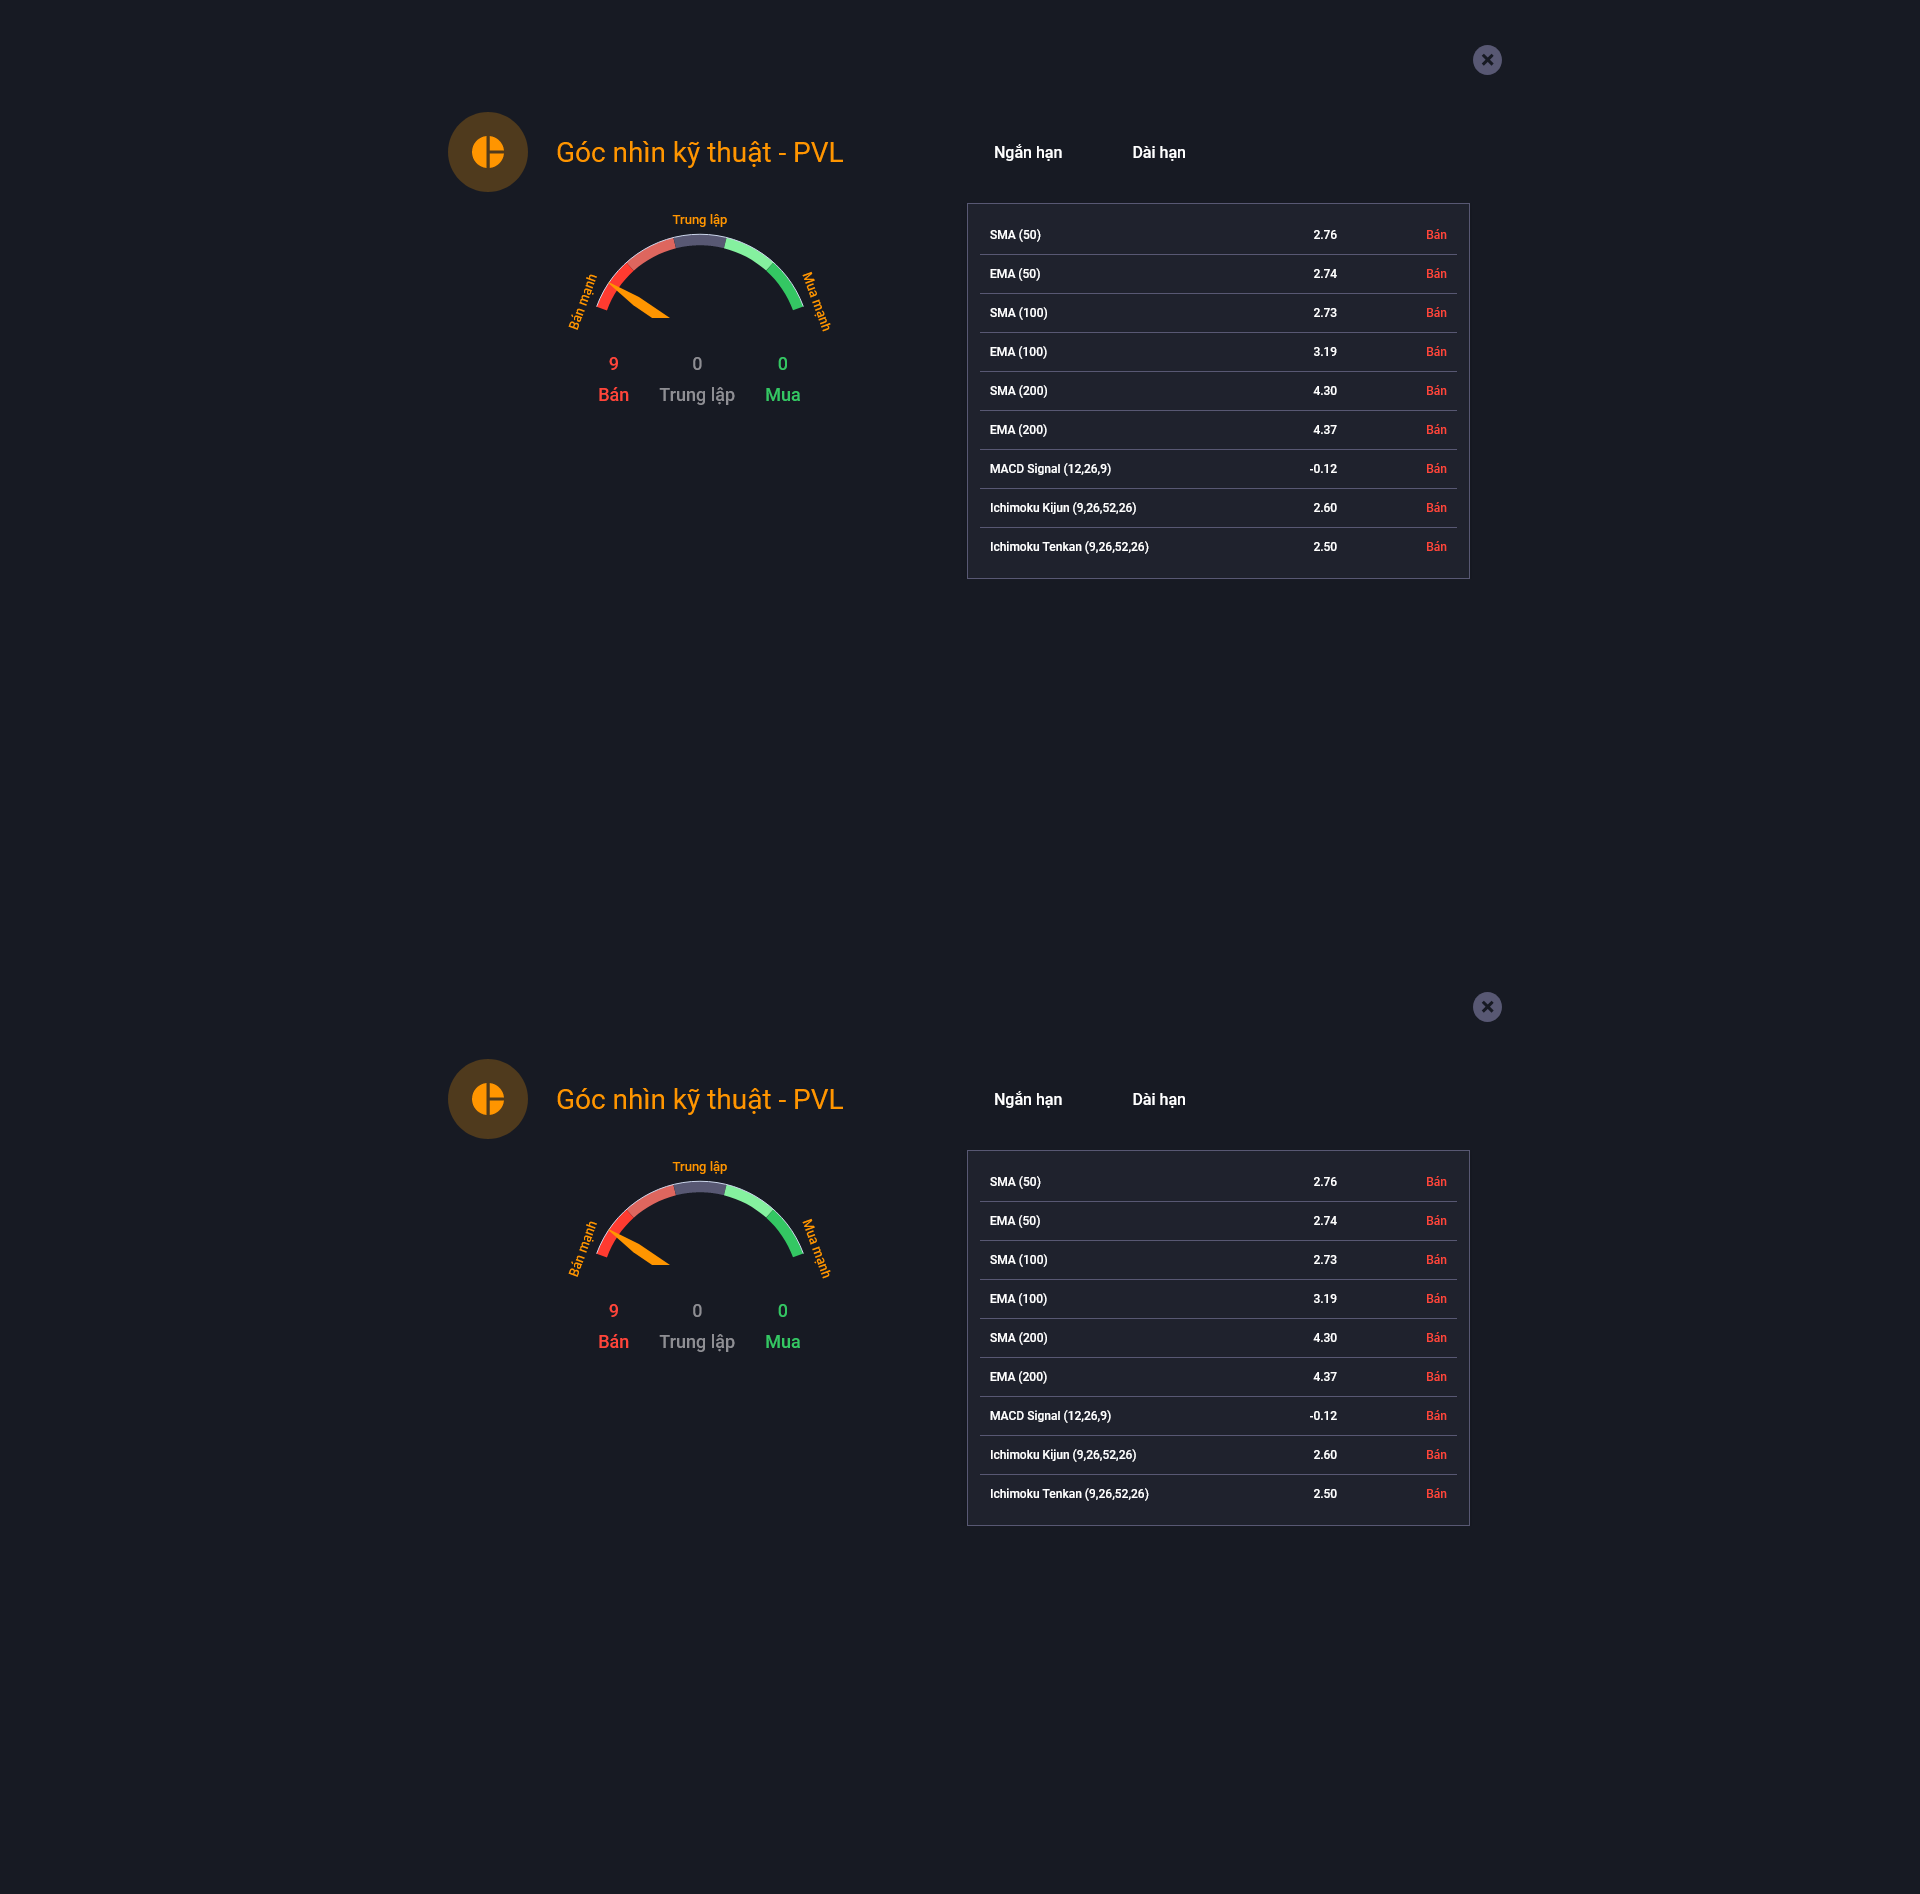 Góc nhìn kỹ thuật - PVL
Ngắn hạn Dài hạn
Trung lập
Bán mạnh
Mua mạnh
9 0 0
Bán Trung lập Mua
SMA (50) 2.76 Bán
EMA (50) 2.74 Bán
SMA (100) 2.73 Bán
EMA (100) 3.19 Bán
SMA (200) 4.30 Bán
EMA (200) 4.37 Bán
MACD Signal (12,26,9) -0.12 Bán
Ichimoku Kijun (9,26,52,26) 2.60 Bán
Ichimoku Tenkan (9,26,52,26) 2.50 Bán
Góc nhìn kỹ thuật - PVL
Ngắn hạn Dài hạn
Trung lập
Bán mạnh
Mua mạnh
9 0 0
Bán Trung lập Mua
SMA (50) 2.76 Bán
EMA (50) 2.74 Bán
SMA (100) 2.73 Bán
EMA (100) 3.19 Bán
SMA (200) 4.30 Bán
EMA (200) 4.37 Bán
MACD Signal (12,26,9) -0.12 Bán
Ichimoku Kijun (9,26,52,26) 2.60 Bán
Ichimoku Tenkan (9,26,52,26) 2.50 Bán